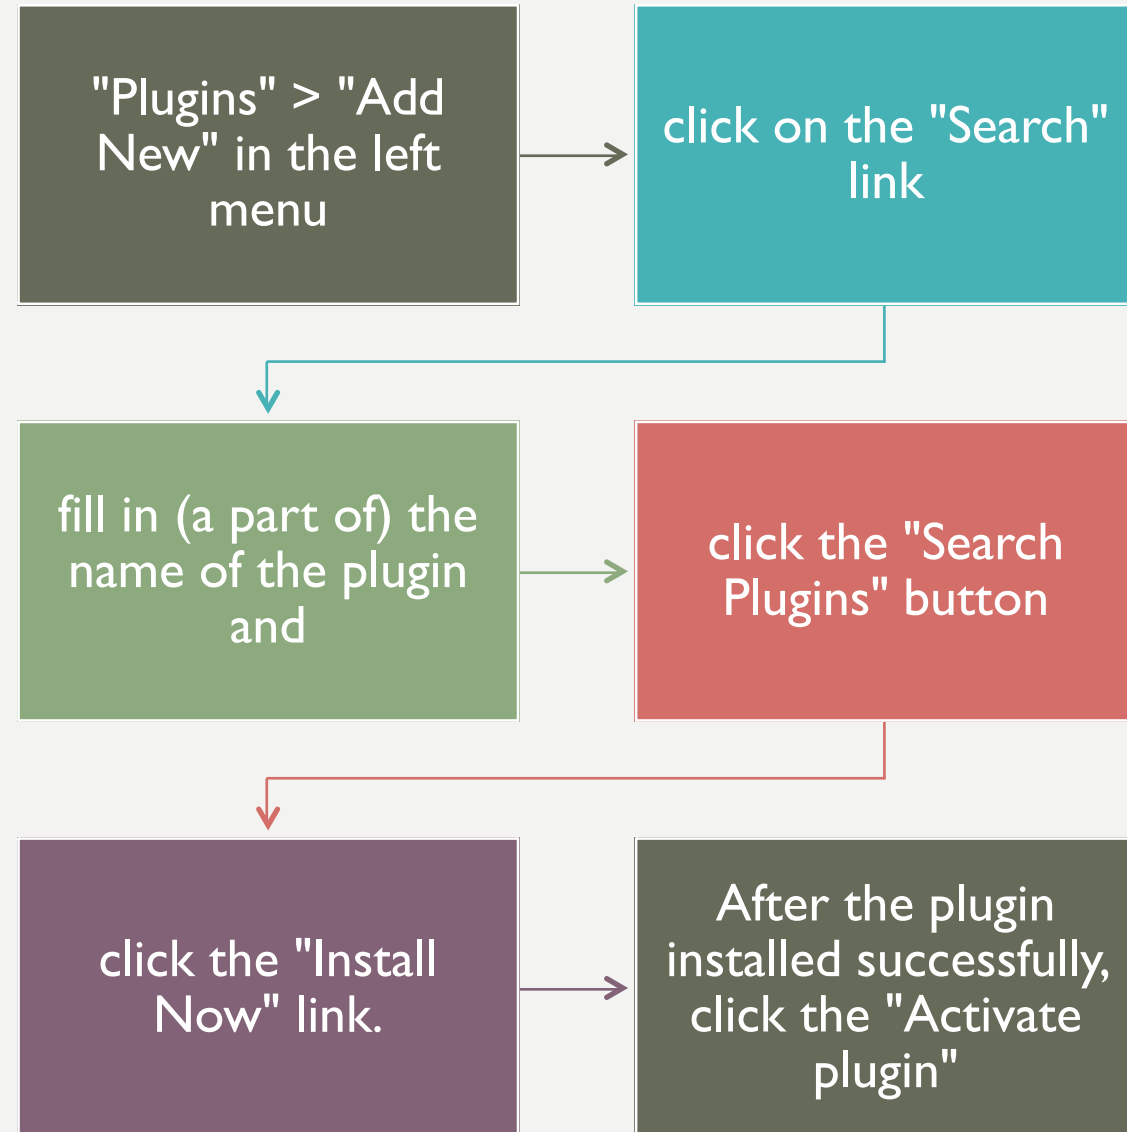 "Plugins" > "Add
New" in the left
menu
click on the "Search"
link
fill in (a part of) the
name of the plugin
and
click the "Search
Plugins" button
click the "Install
Now" link.
After the plugin
installed successfully,
click the "Activate
plugin"